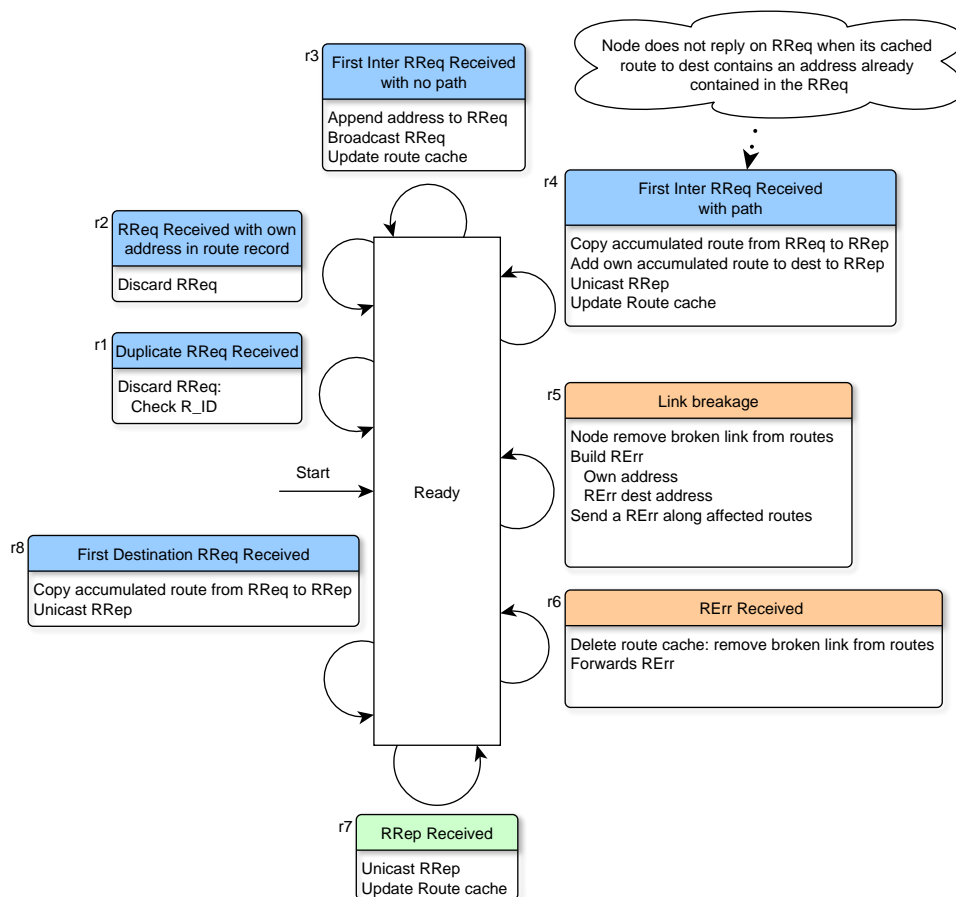 r3
First Inter RReq Received
with no path
Append address to RReq
Broadcast RReq
Update route cache
Node does not reply on RReq when its cached
route to dest contains an address already
contained in the RReq
r4
First Inter RReq Received
with path
Copy accumulated route from RReq to RRep
Add own accumulated route to dest to RRep
Unicast RRep
Update Route cache
r2
RReq Received with own
address in route record
Discard RReq
r1
Duplicate RReq Received
Discard RReq:
Check R_ID
r5
Link breakage
Node remove broken link from routes
Build RErr
Own address
RErr dest address
Send a RErr along affected routes
Start
Ready
r8
First Destination RReq Received
Copy accumulated route from RReq to RRep
Unicast RRep
r6
RErr Received
Delete route cache: remove broken link from routes
Forwards RErr
r7
RRep Received
Unicast RRep
Update Route cache